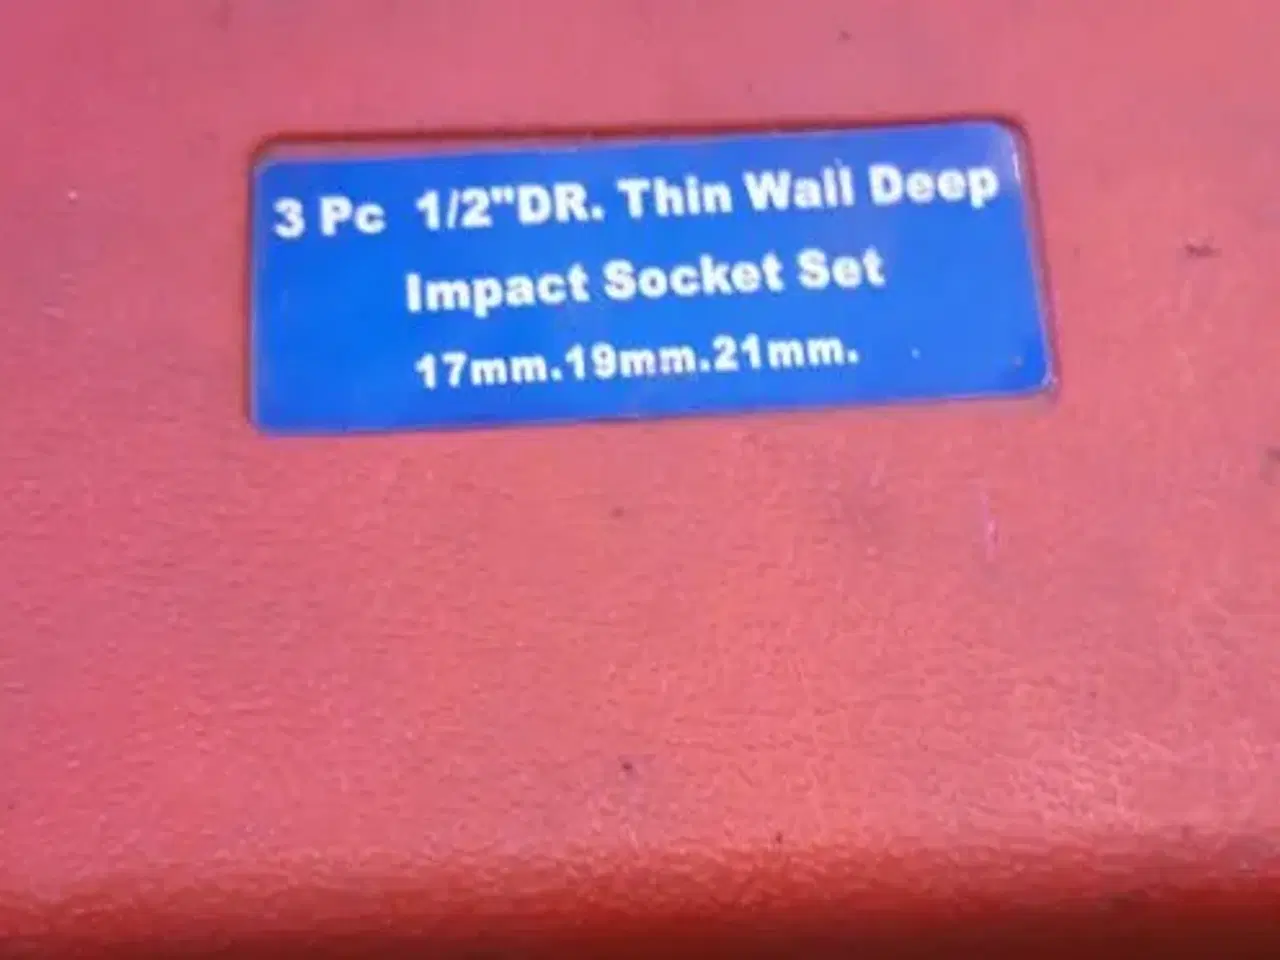 3 Pc 1/2"DR. Thin Wall Deep
Impact Socket Set
17mm.19mm.21mm.